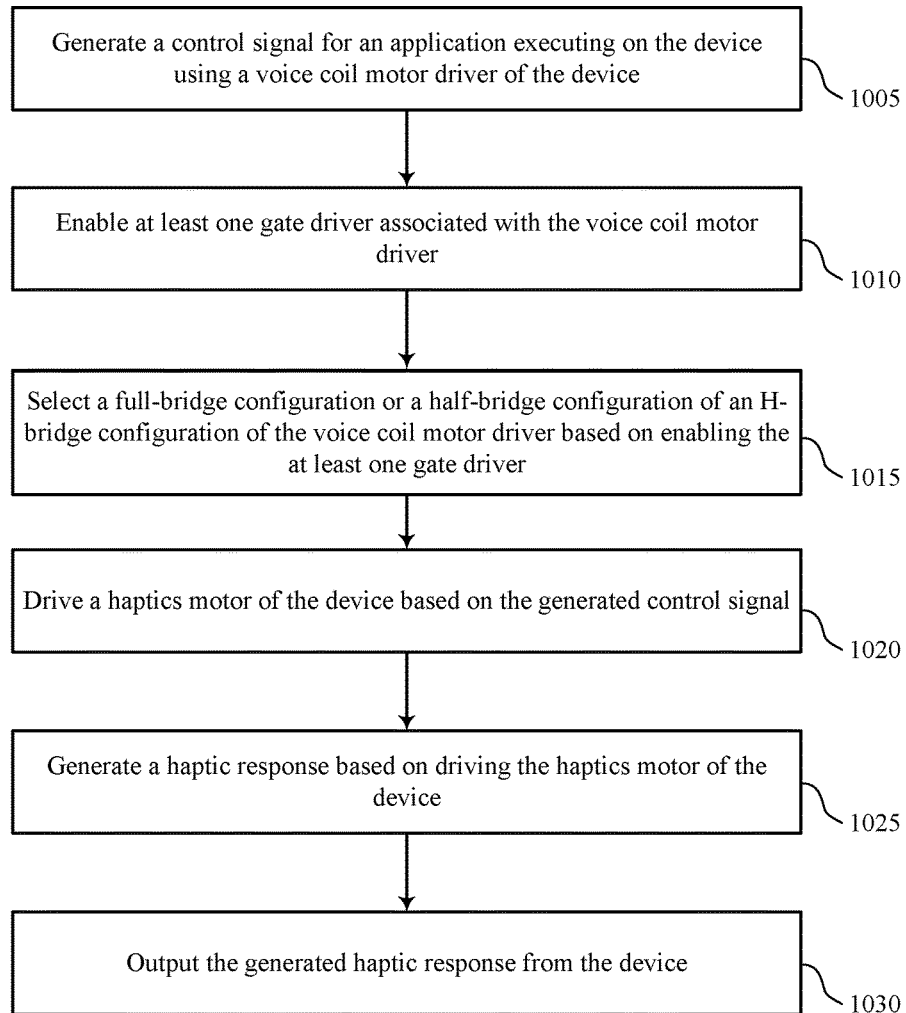 Generate a control signal for an application executing on the device
using a voice coil motor driver of the device
1005
Enable at least one gate driver associated with the voice coil motor
driver
1010
Select a full-bridge configuration or a half-bridge configuration of an H-
bridge configuration of the voice coil motor driver based on enabling the
at least one gate driver
1015
Drive a haptics motor of the device based on the generated control signal
1020
Generate a haptic response based on driving the haptics motor of the
device
1025
Output the generated haptic response from the device
1030